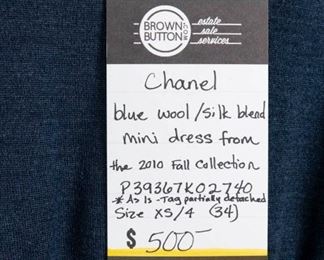 BROWN
BUTTON
.COM
estate
sale
services
Chanel
blue wool/silk blend
mini dress from
the 2010 Fall Collection
P39367K02740
*As Is - Tag partially detached
Size XS/4 (34)
$ 500-